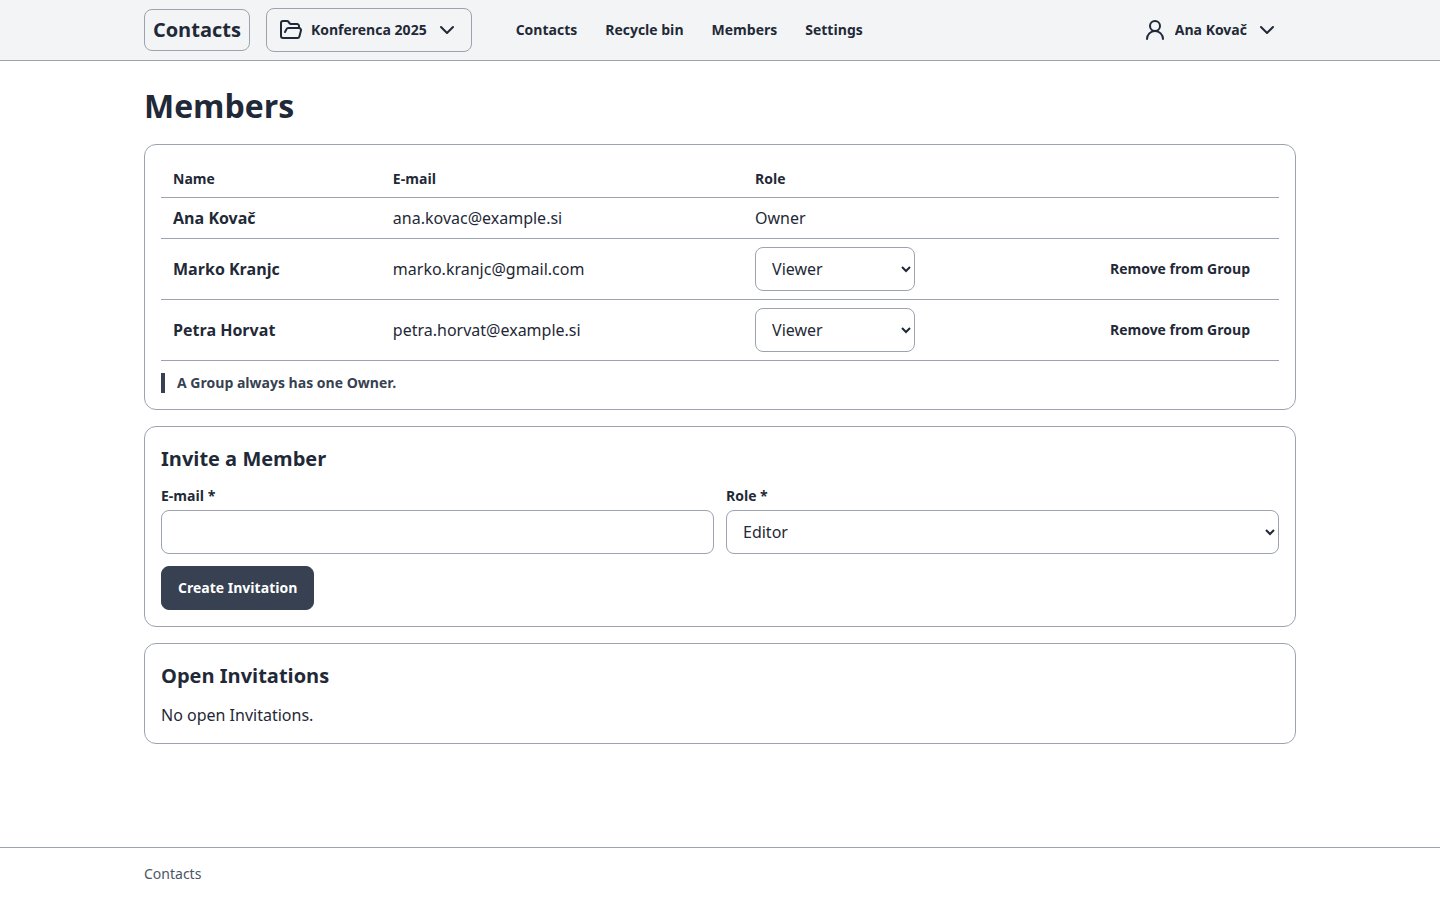 Contacts Konferenca 2025 Contacts Recycle bin Members Settings Ana Kovač
Members
Name E-mail Role
Ana Kovač ana.kovac@example.si Owner
Marko Kranjc marko.kranjc@gmail.com Viewer Remove from Group
Petra Horvat petra.horvat@example.si Viewer Remove from Group
A Group always has one Owner.
Invite a Member
E-mail * Role *
Editor
Create Invitation
Open Invitations
No open Invitations.
Contacts